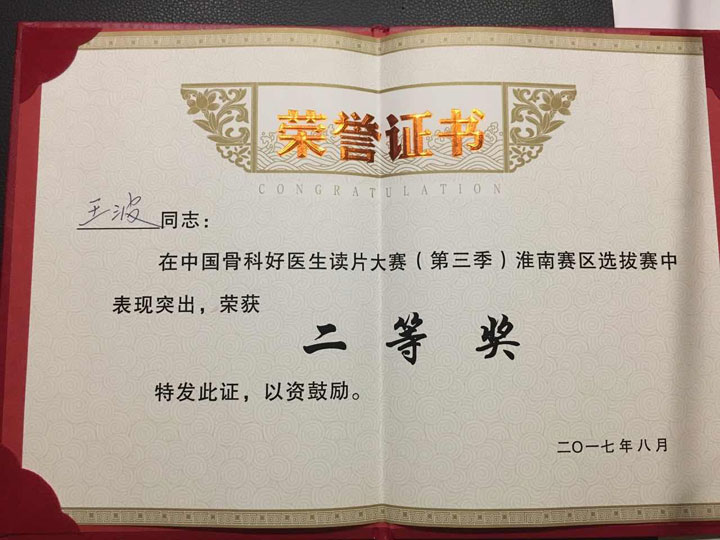 荣誉证书
CONGRATULATION
王波同志：
在中国骨科好医生读片大赛（第三季）淮南赛区选拔赛中
表现突出，荣获
二等奖
特发此证，以资鼓励。
二〇一七年八月